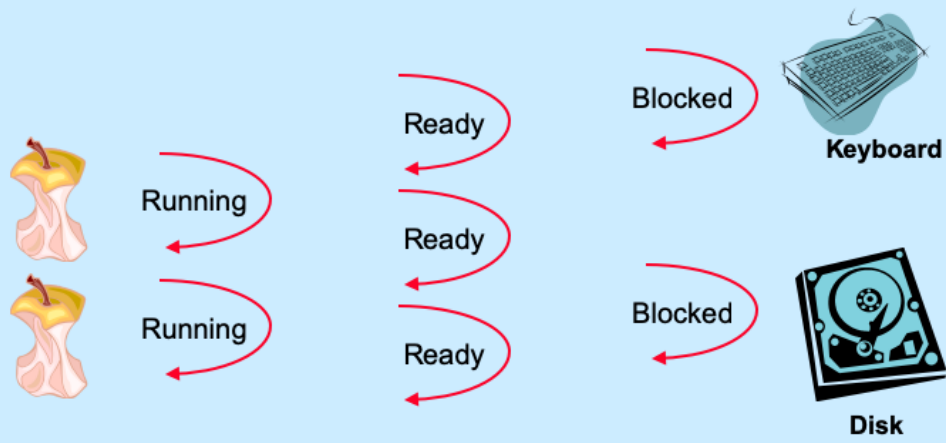 Blocked
Ready
Keyboard
Running
Ready
Blocked
Running
Ready
Disk